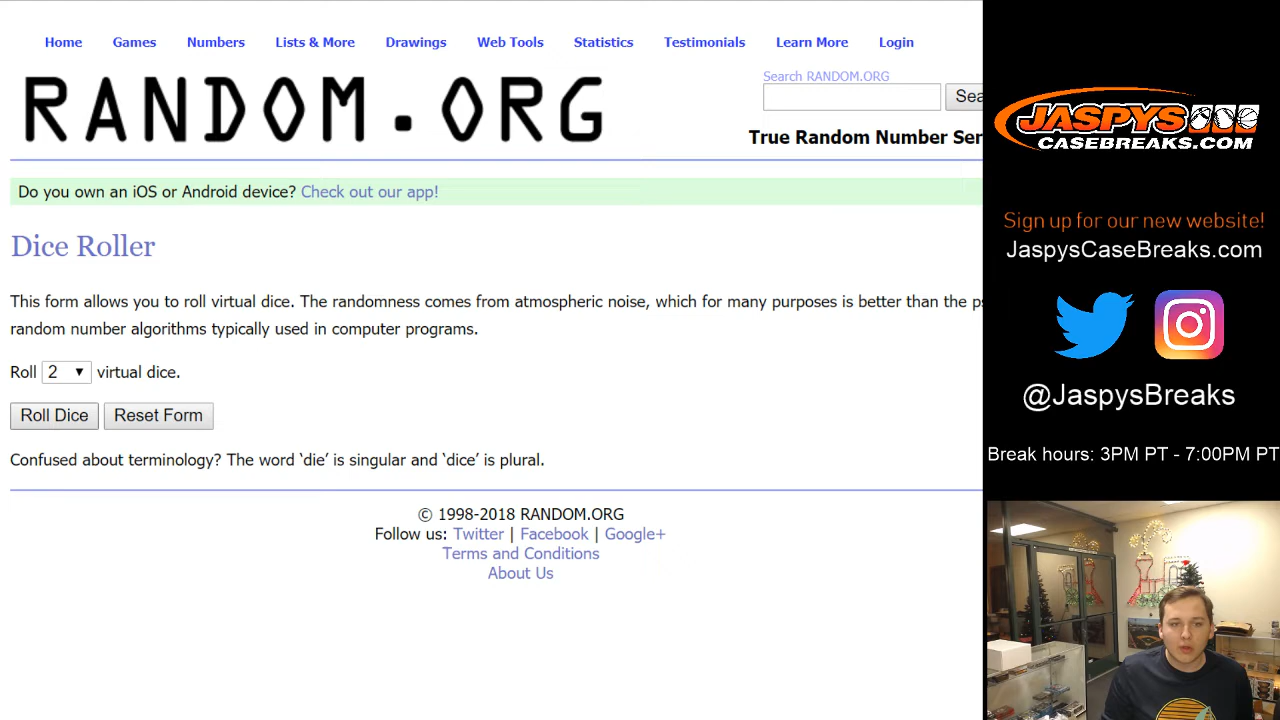 Home Games Numbers Lists & More Drawings Web Tools Statistics Testimonials Learn More Login
RANDOM.ORG
Search RANDOM.ORG
Sea
True Random Number Ser
Do you own an iOS or Android device? Check out our app!
Dice Roller
This form allows you to roll virtual dice. The randomness comes from atmospheric noise, which for many purposes is better than the ps
random number algorithms typically used in computer programs.
Roll 2 virtual dice.
Roll Dice Reset Form
Confused about terminology? The word ‘die’ is singular and ‘dice’ is plural.
© 1998-2018 RANDOM.ORG
Follow us: Twitter | Facebook | Google+
Terms and Conditions
About Us
JASPYS
CASEBREAKS.COM
Sign up for our new website!
JaspysCaseBreaks.com
@JaspysBreaks
Break hours: 3PM PT - 7:00PM PT